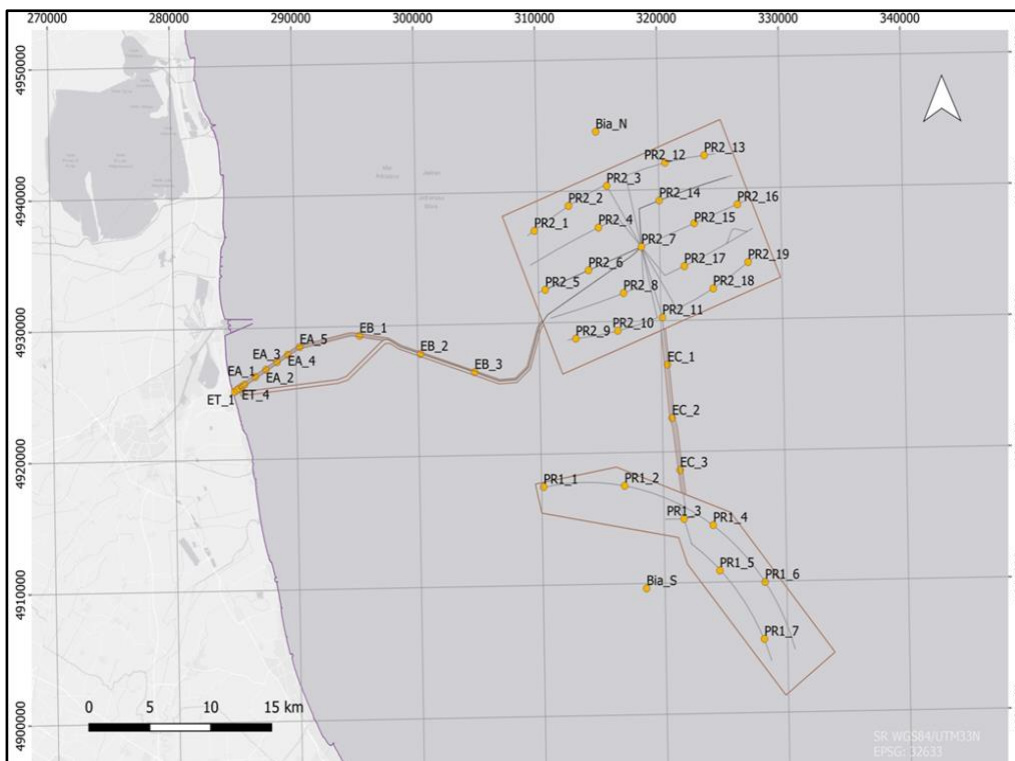 270000 280000 290000 300000 310000 320000 330000 340000
4950000
4940000
4930000
4920000
4910000
4900000
Bia_N
PR2_12 PR2_13
PR2_3
PR2_2
PR2_14
PR2_16
PR2_1
PR2_4
PR2_15
PR2_7
PR2_6
PR2_17
PR2_19
PR2_5
PR2_8
PR2_18
PR2_9
PR2_10
PR2_11
EB_1
EA_5
EB_2
EA_3
EA_4
EB_3
EC_1
EA_1
EA_2
ET_1
ET_4
EC_2
EC_3
PR1_1
PR1_2
PR1_3
PR1_4
PR1_5
PR1_6
Bia_S
PR1_7
0 5 10 15 km
SR WGS84/UTM33N
EPSG: 32633